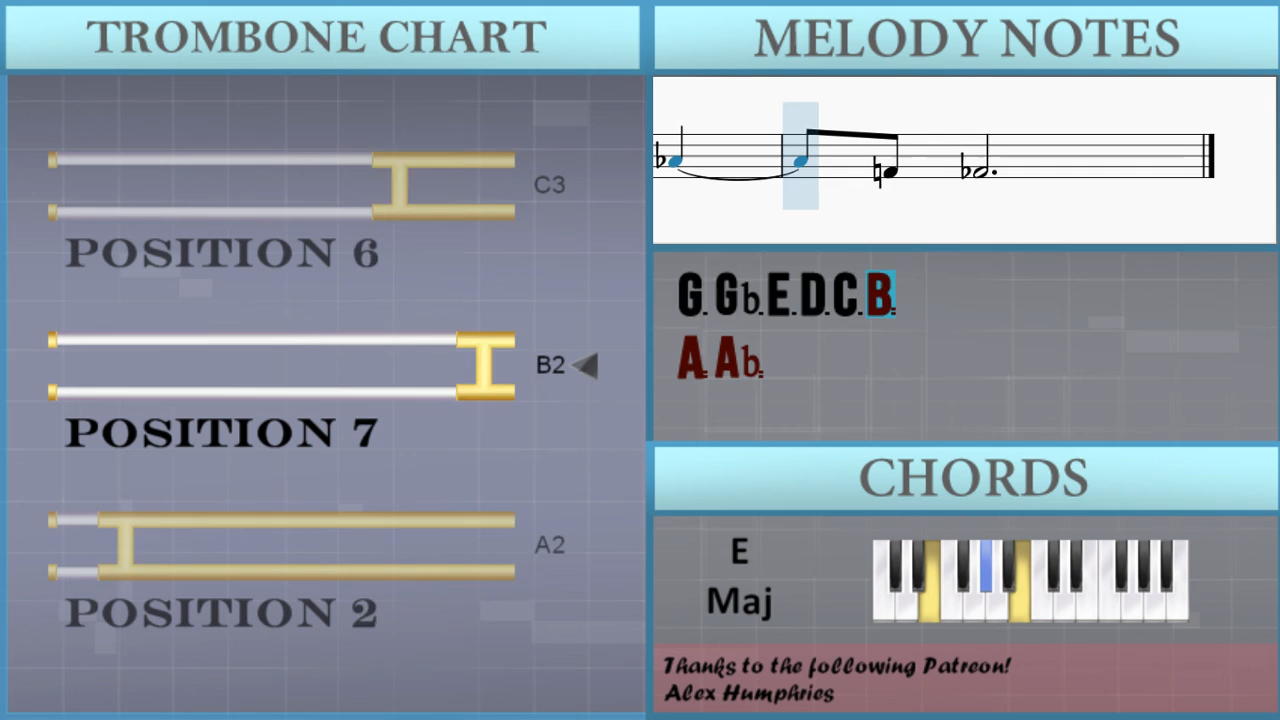 TROMBONE CHART
C3
POSITION 6
B2
POSITION 7
A2
POSITION 2
MELODY NOTES
G. Gb. E. D. C. B.
A. Ab.
CHORDS
E
Maj
Thanks to the following Patreon!
Alex Humphries